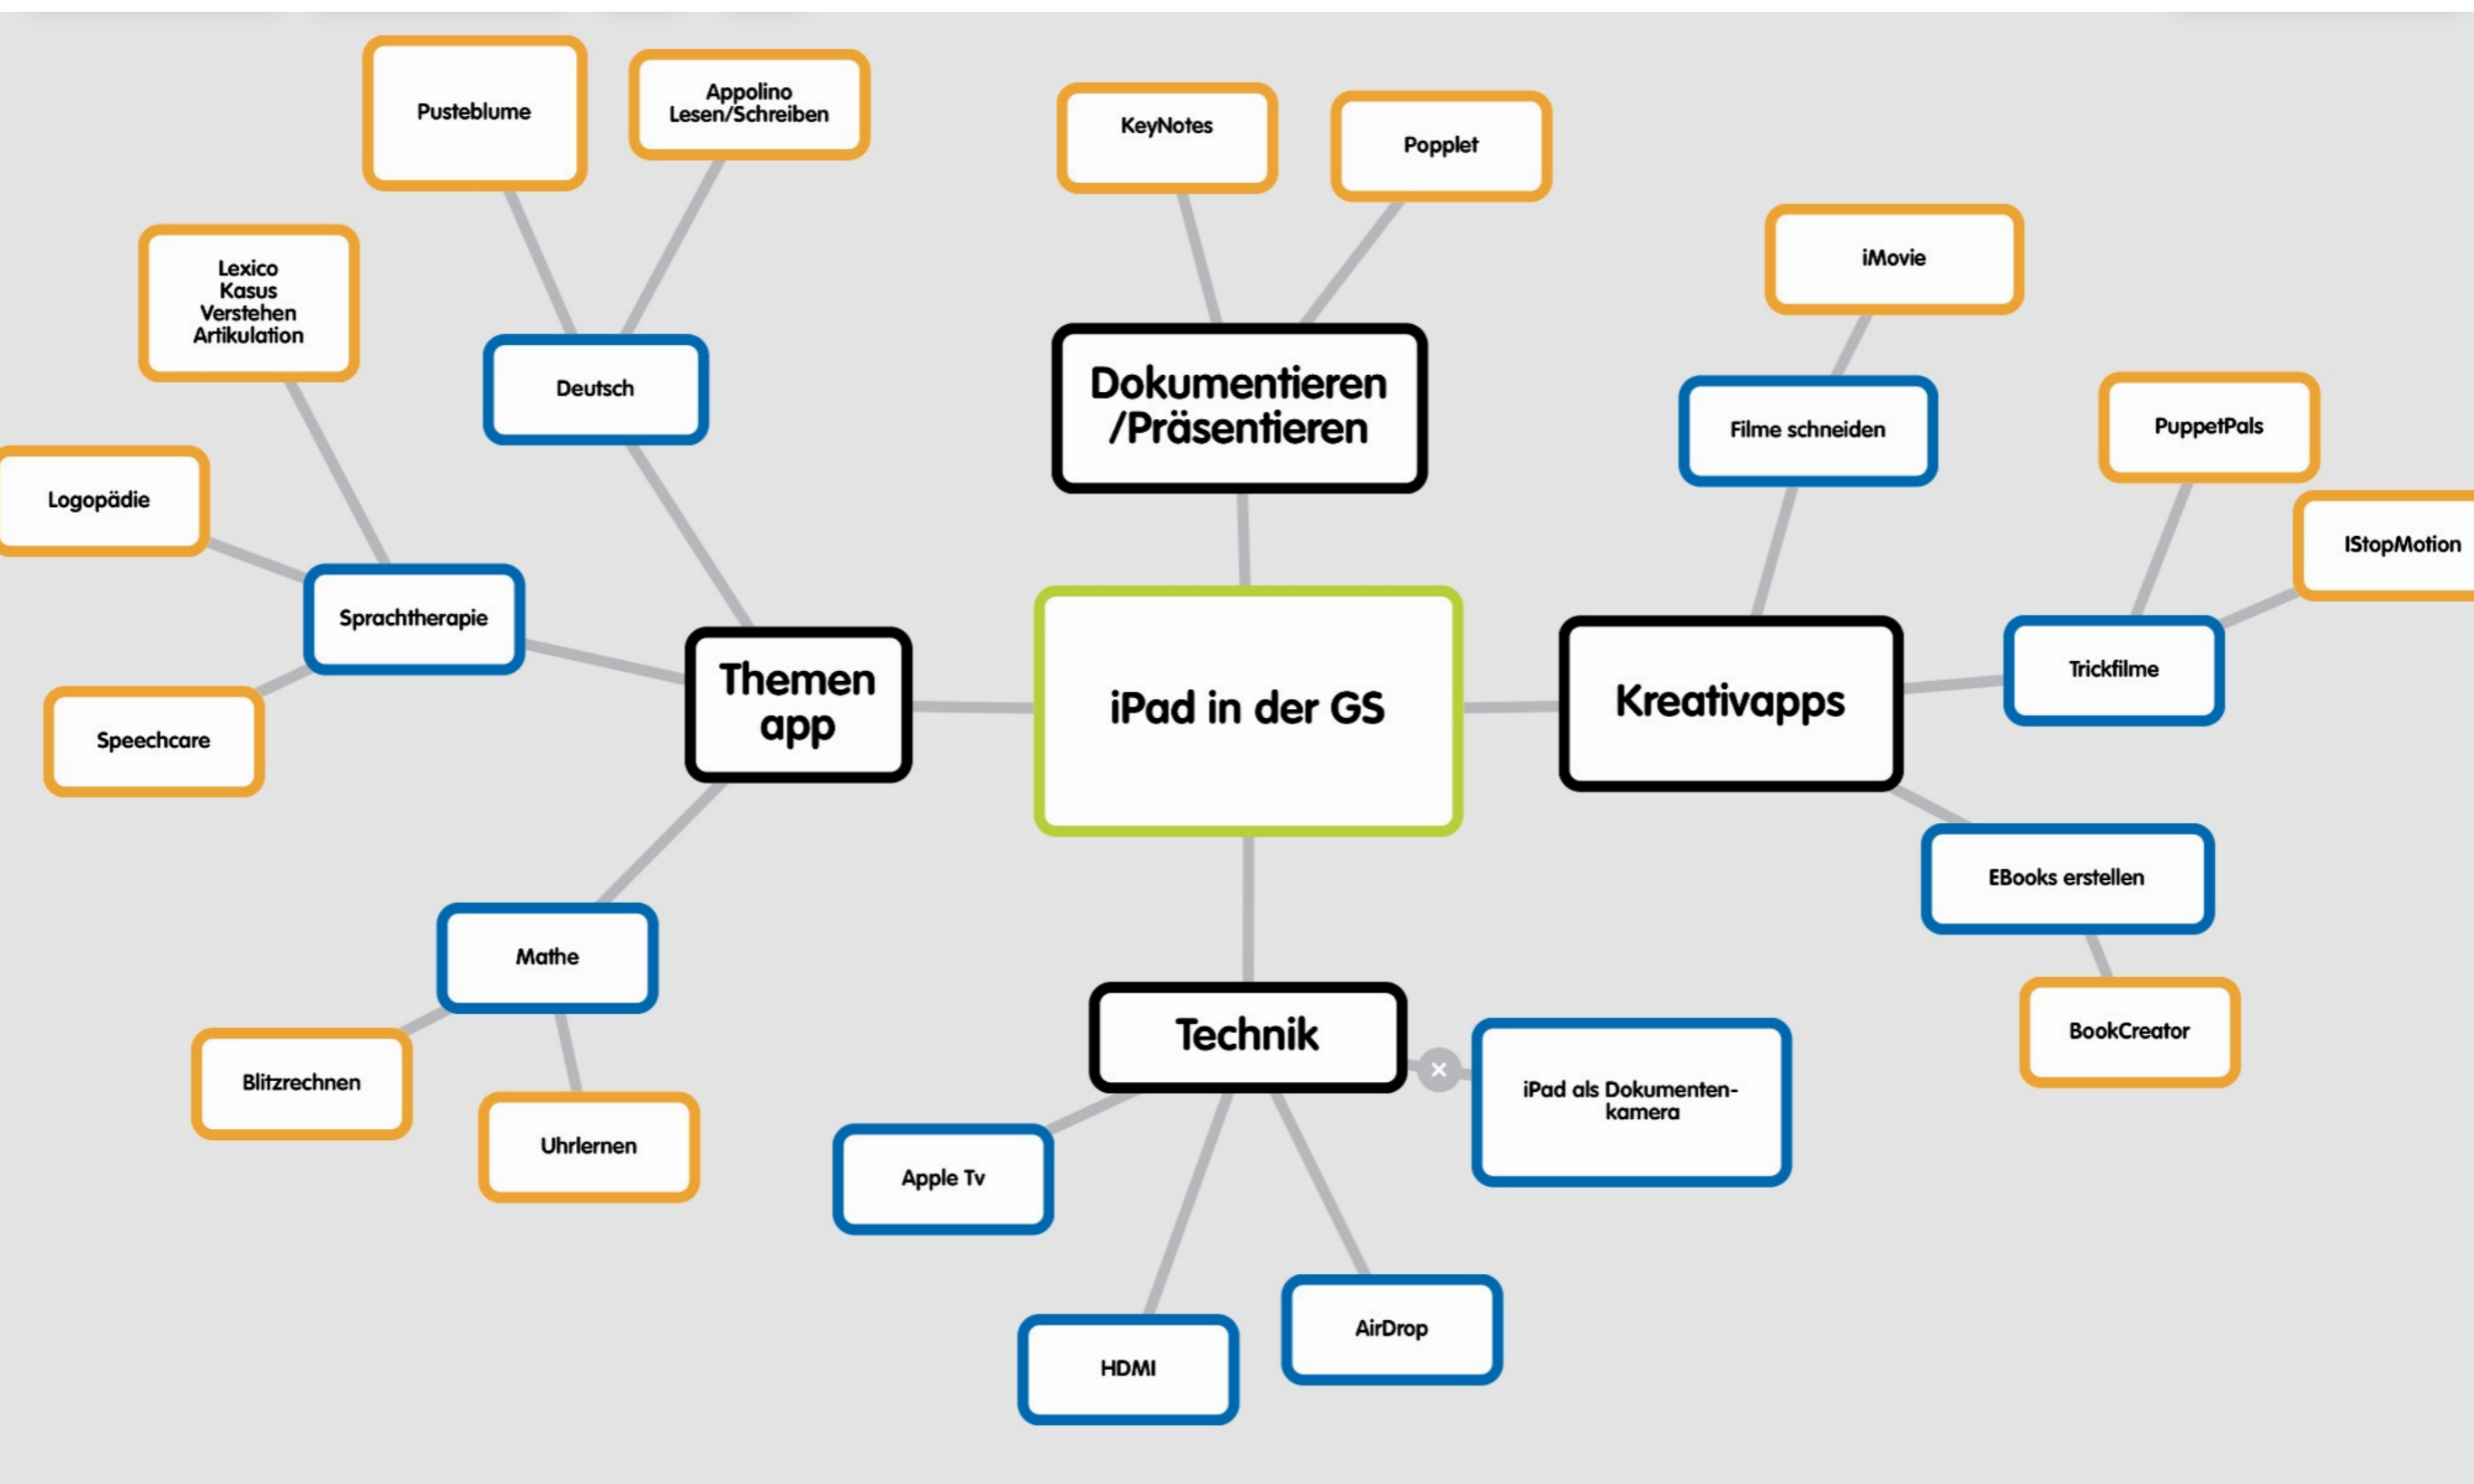 Pusteblume
Appolino
Lesen/Schreiben
KeyNotes
Popplet
iMovie
Lexico
Kasus
Verstehen
Artikulation
Deutsch
Dokumentieren
/Präsentieren
Filme schneiden
PuppetPals
Logopädie
IStopMotion
Sprachtherapie
Themen
app
iPad in der GS
Kreativapps
Trickfilme
Speechcare
EBooks erstellen
Mathe
Technik
BookCreator
Blitzrechnen
iPad als Dokumenten-
kamera
Uhrlernen
Apple Tv
AirDrop
HDMI